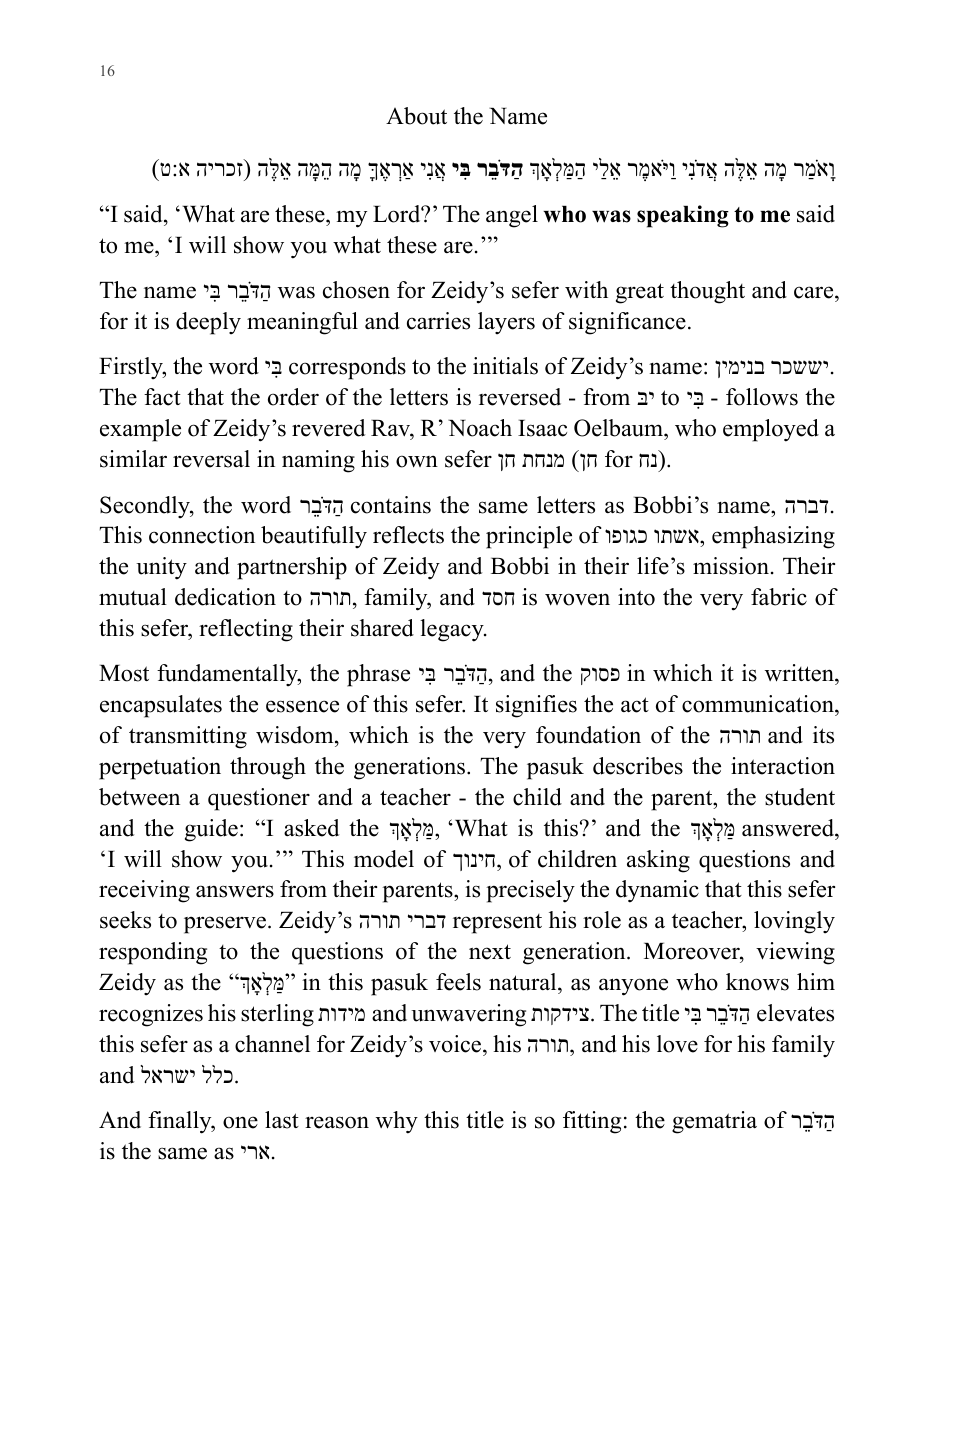 16
About the Name
וָאֹמַר מָה אֵלֶּה אֲדֹנִי וַיֹּאמֶר אֵלַי הַמַּלְאָךְ הַדֹּבֵר בִּי אֲנִי אַרְאֶךָּ מָה הֵמָּה אֵלֶּה (זכריה א:ט)
“I said, ‘What are these, my Lord?’ The angel who was speaking to me said
to me, ‘I will show you what these are.’”
The name הַדֹּבֵר בִּי was chosen for Zeidy’s sefer with great thought and care,
for it is deeply meaningful and carries layers of significance.
Firstly, the word בִּי corresponds to the initials of Zeidy’s name: יששכר בנימין.
The fact that the order of the letters is reversed - from יבּ to בִּי - follows the
example of Zeidy’s revered Rav, R’ Noach Isaac Oelbaum, who employed a
similar reversal in naming his own sefer מנחת חן (חן for נח).
Secondly, the word הַדֹּבֵר contains the same letters as Bobbi’s name, דברה.
This connection beautifully reflects the principle of אשתו כגופו, emphasizing
the unity and partnership of Zeidy and Bobbi in their life’s mission. Their
mutual dedication to תורה, family, and חסד is woven into the very fabric of
this sefer, reflecting their shared legacy.
Most fundamentally, the phrase הַדֹּבֵר בִּי, and the פסוק in which it is written,
encapsulates the essence of this sefer. It signifies the act of communication,
of transmitting wisdom, which is the very foundation of the תורה and its
perpetuation through the generations. The pasuk describes the interaction
between a questioner and a teacher - the child and the parent, the student
and the guide: “I asked the מַּלְאָךְ, ‘What is this?’ and the מַּלְאָךְ answered,
‘I will show you.’” This model of חינוך, of children asking questions and
receiving answers from their parents, is precisely the dynamic that this sefer
seeks to preserve. Zeidy’s דברי תורה represent his role as a teacher, lovingly
responding to the questions of the next generation. Moreover, viewing
Zeidy as the “מַּלְאָךְ” in this pasuk feels natural, as anyone who knows him
recognizes his sterling מידות and unwavering צידקות. The title הַדֹּבֵר בִּי elevates
this sefer as a channel for Zeidy’s voice, his תורה, and his love for his family
and כלל ישראל.
And finally, one last reason why this title is so fitting: the gematria of הַדֹּבֵר
is the same as ארי.